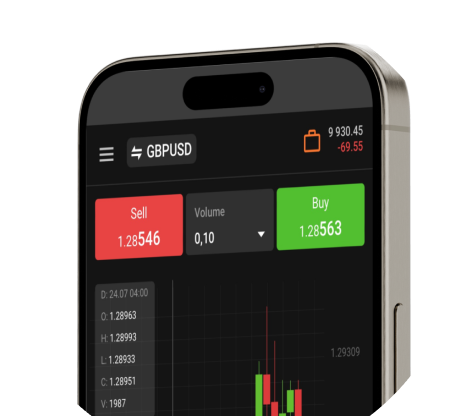 GBPUSD
9 930.45
-69.55
Sell
1.28546
Volume
0,10
Buy
1.28563
D: 24.07 04:00
O: 1.28963
H: 1.28993
L: 1.28933
C: 1.28951
V: 1987
1.29309